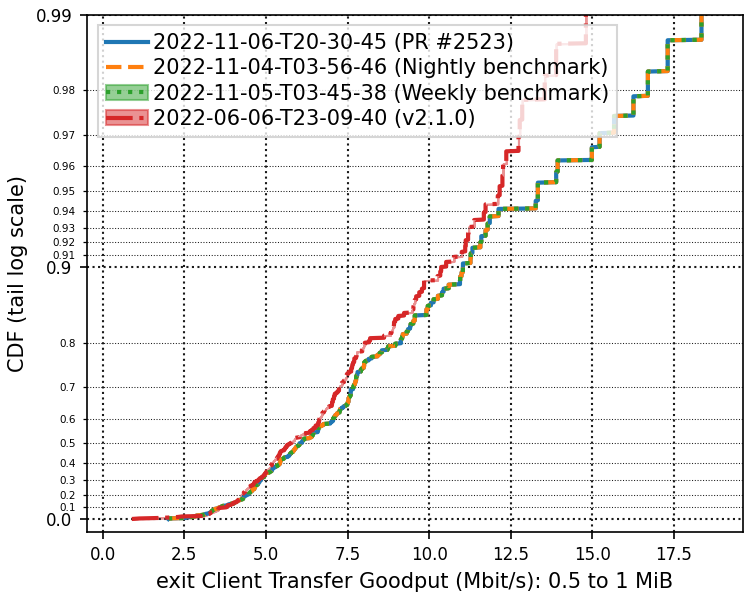 0.99
2022-11-06-T20-30-45 (PR #2523)
2022-11-04-T03-56-46 (Nightly benchmark)
2022-11-05-T03-45-38 (Weekly benchmark)
2022-06-06-T23-09-40 (v2.1.0)
0.98
0.97
0.96
0.95
0.94
0.93
0.92
0.91
0.9
0.8
0.7
0.6
0.5
0.4
0.3
0.2
0.1
0.0
CDF (tail log scale)
0.0 2.5 5.0 7.5 10.0 12.5 15.0 17.5
exit Client Transfer Goodput (Mbit/s): 0.5 to 1 MiB